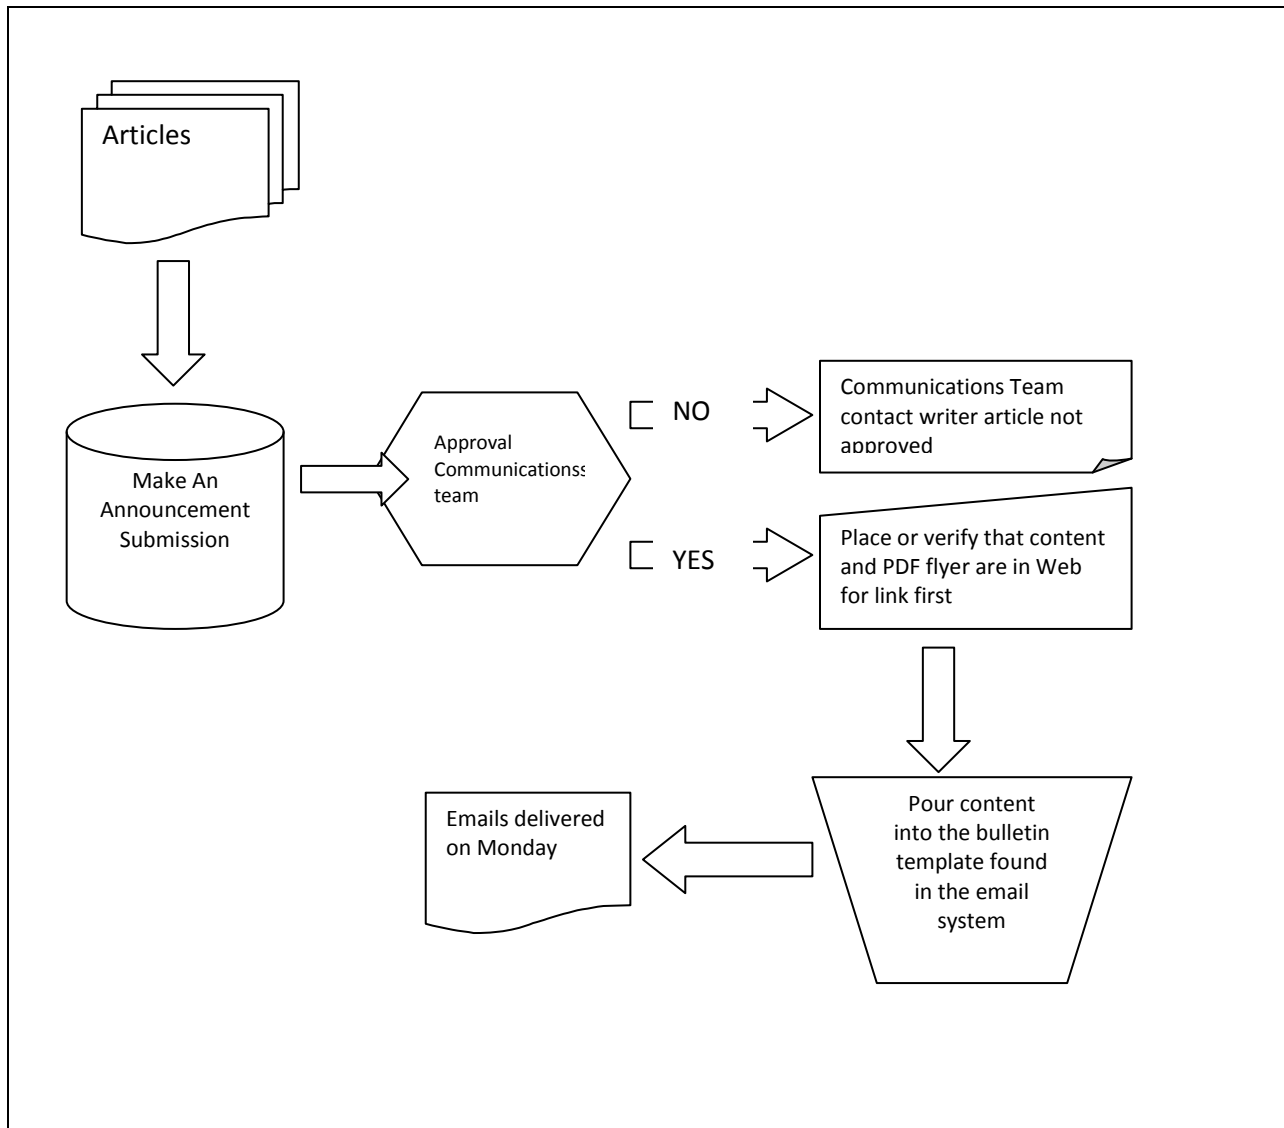 Articles
Make An
Announcement
Submission
Approval
Communicationss
team
NO
Communications Team
contact writer article not
approved
YES
Place or verify that content
and PDF flyer are in Web
for link first
Pour content
into the bulletin
template found
in the email
system
Emails delivered
on Monday